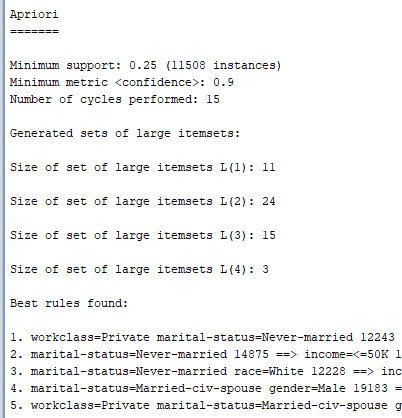 Apriori
=======
Minimum support: 0.25 (11508 instances)
Minimum metric <confidence>: 0.9
Number of cycles performed: 15
Generated sets of large itemsets:
Size of set of large itemsets L(1): 11
Size of set of large itemsets L(2): 24
Size of set of large itemsets L(3): 15
Size of set of large itemsets L(4): 3
Best rules found:
1. workclass=Private marital-status=Never-married 12243
2. marital-status=Never-married 14875 ==> income=<=50K 1
3. marital-status=Never-married race=White 12228 ==> inc
4. marital-status=Married-civ-spouse gender=Male 19183 =
5. workclass=Private marital-status=Married-civ-spouse g